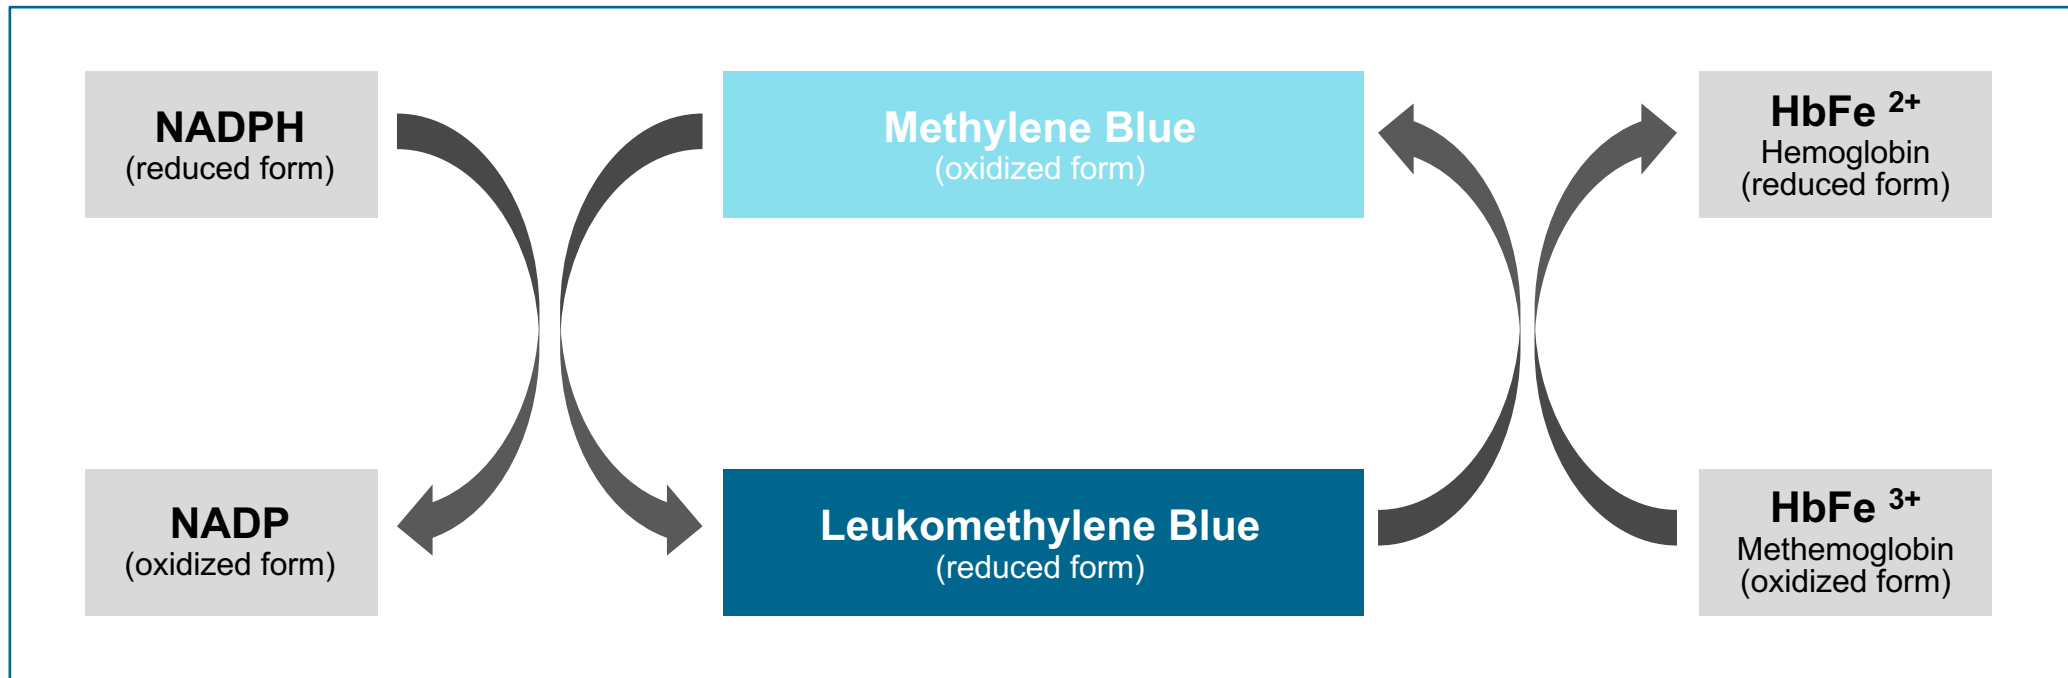 NADPH
(reduced form)
Methylene Blue
(oxidized form)
HbFe 2+
Hemoglobin
(reduced form)
NADP
(oxidized form)
Leukomethylene Blue
(reduced form)
HbFe 3+
Methemoglobin
(oxidized form)